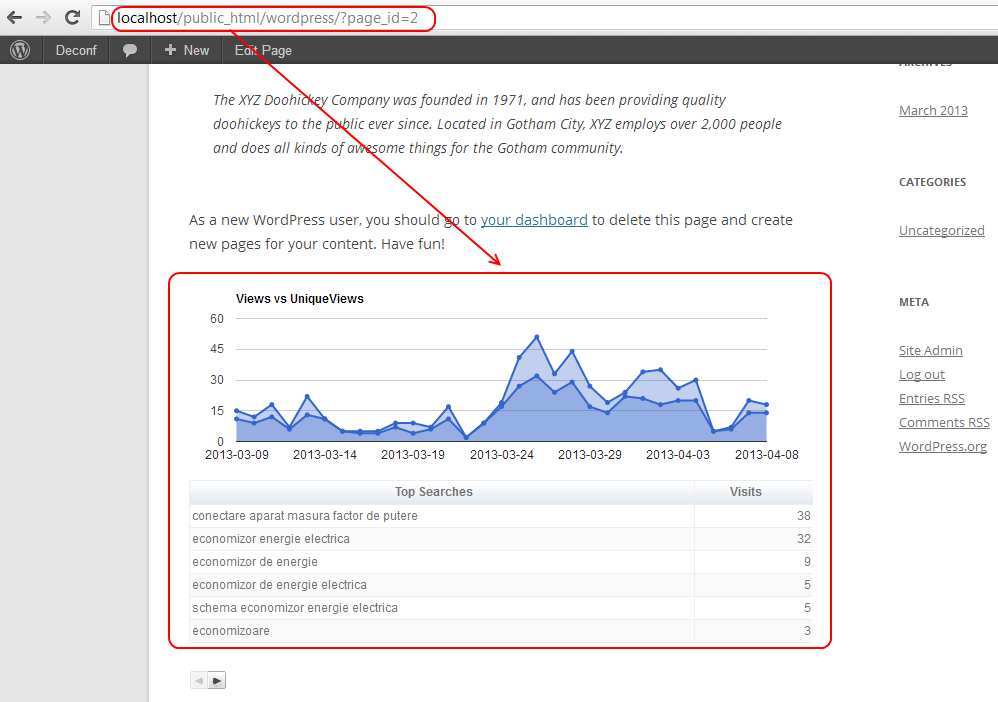 localhost/public_html/wordpress/?page_id=2
Deconf New Edit Page
The XYZ Doohickey Company was founded in 1971, and has been providing quality
doohickeys to the public ever since. Located in Gotham City, XYZ employs over 2,000 people
and does all kinds of awesome things for the Gotham community.
As a new WordPress user, you should go to your dashboard to delete this page and create
new pages for your content. Have fun!
Views vs UniqueViews
60
45
30
15
0
2013-03-09 2013-03-14 2013-03-19 2013-03-24 2013-03-29 2013-04-03 2013-04-08
Top Searches Visits
conectare aparat masura factor de putere 38
economizor energie electrica 32
economizor de energie 9
economizor de energie electrica 5
schema economizor energie electrica 5
economizoare 3
ARCHIVES
March 2013
CATEGORIES
Uncategorized
META
Site Admin
Log out
Entries RSS
Comments RSS
WordPress.org